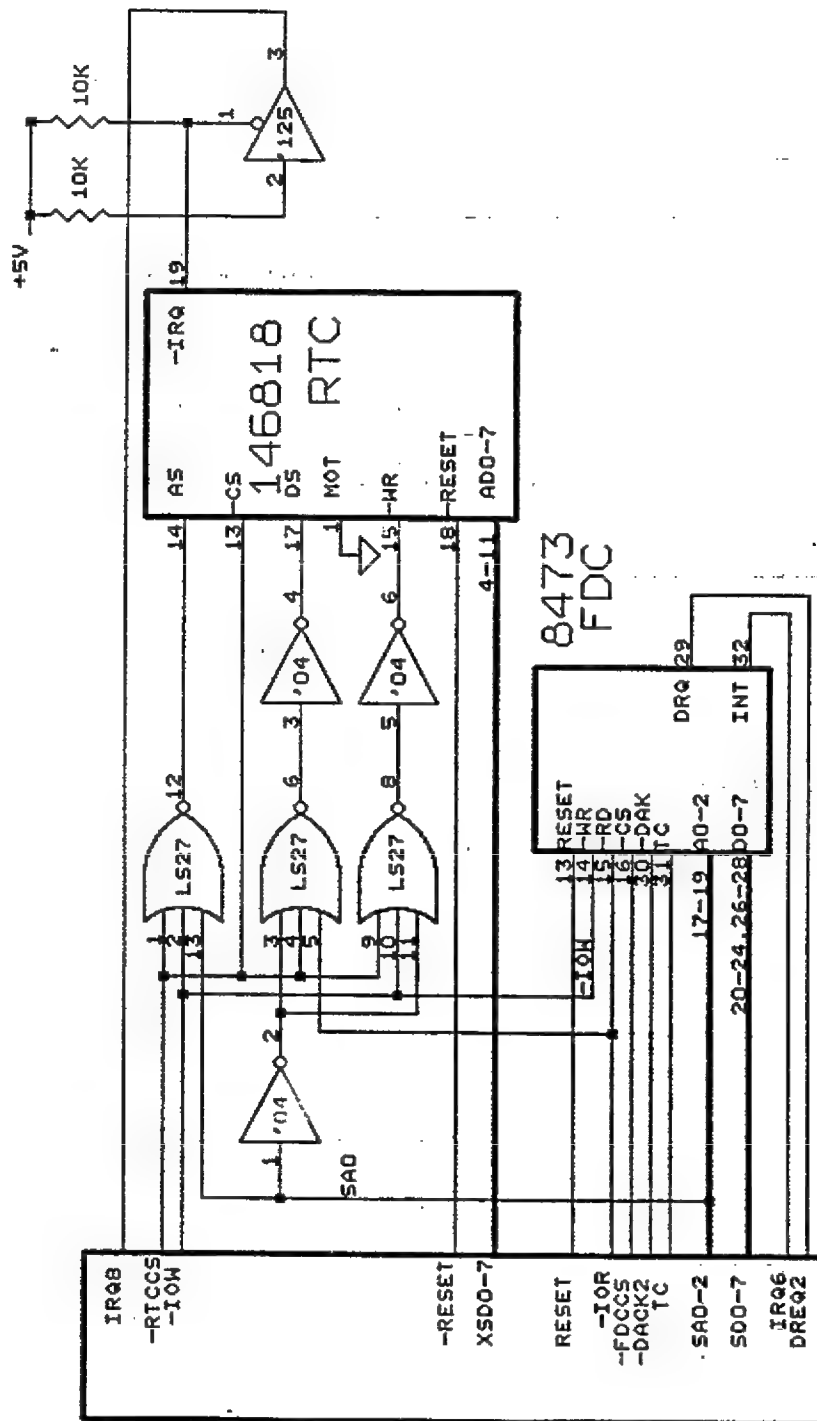 +5V
10K
10K
1
2
3
'125
146818
RTC
AS
-CS
DS
MOT
-WR
-RESET
AD0-7
-IRQ
19
14
13
17
1
15
18
4-11
'04
3
4
'04
5
6
LS27
1
2
13
12
LS27
3
4
5
6
LS27
9
10
11
8
'04
1
2
SA0
8473
FDC
RESET
-WR
-RD
-CS
-DAK
TC
A0-2
D0-7
DRQ
INT
29
32
13
14
15
16
30
31
17-19
20-24,26-28
-IOW
IRQ8
-RTCCS
-IOW
-RESET
XSD0-7
RESET
-IOR
-FDCCS
-DACK2
TC
SA0-2
SD0-7
IRQ6
DREQ2